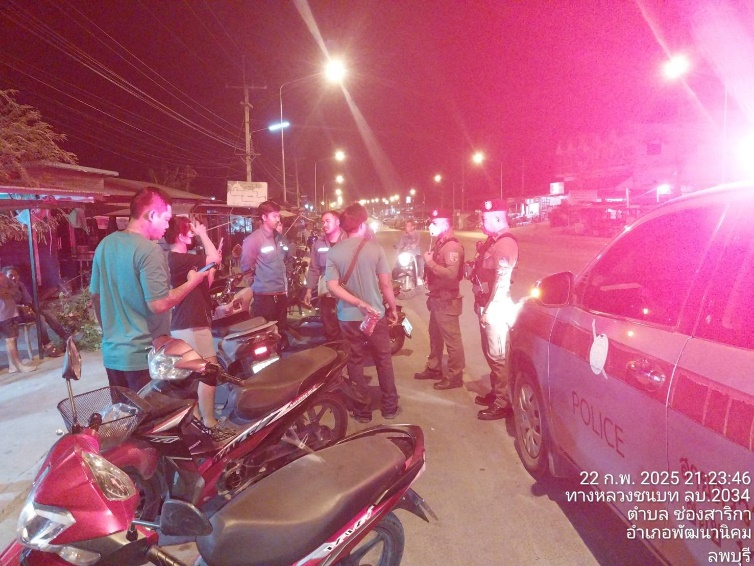 POLICE
22 ก.พ. 2025 21:23:46
ทางหลวงชนบท ลบ.2034
ตำบล ช่องสาริกา
อำเภอพัฒนานิคม
ลพบุรี